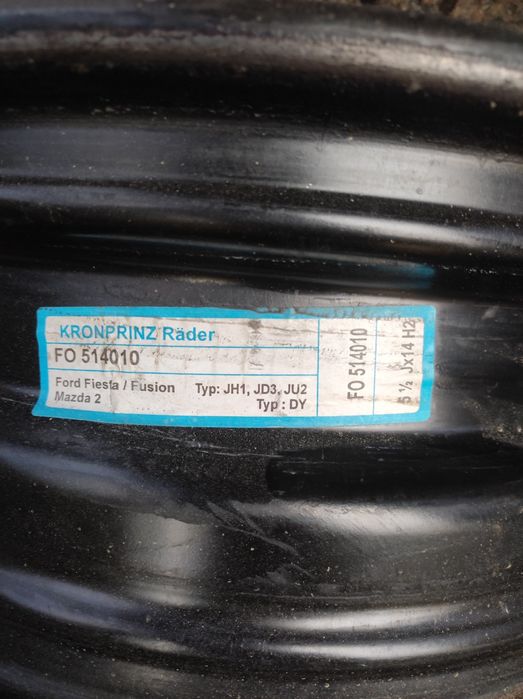 KRONPRINZ Räder
FO 514010
Ford Fiesta / Fusion Typ: JH1, JD3, JU2
Mazda 2 Typ : DY
FO 514010
5 ½ Jx14 H2